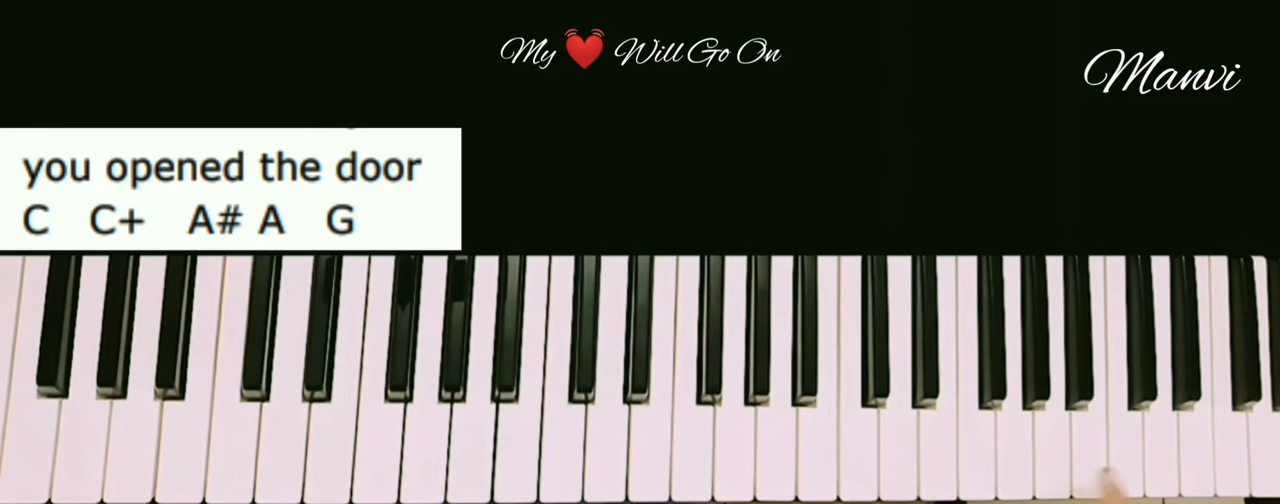 My ❤️ Will Go On
Manvi
you opened the door
C C+ A# A G